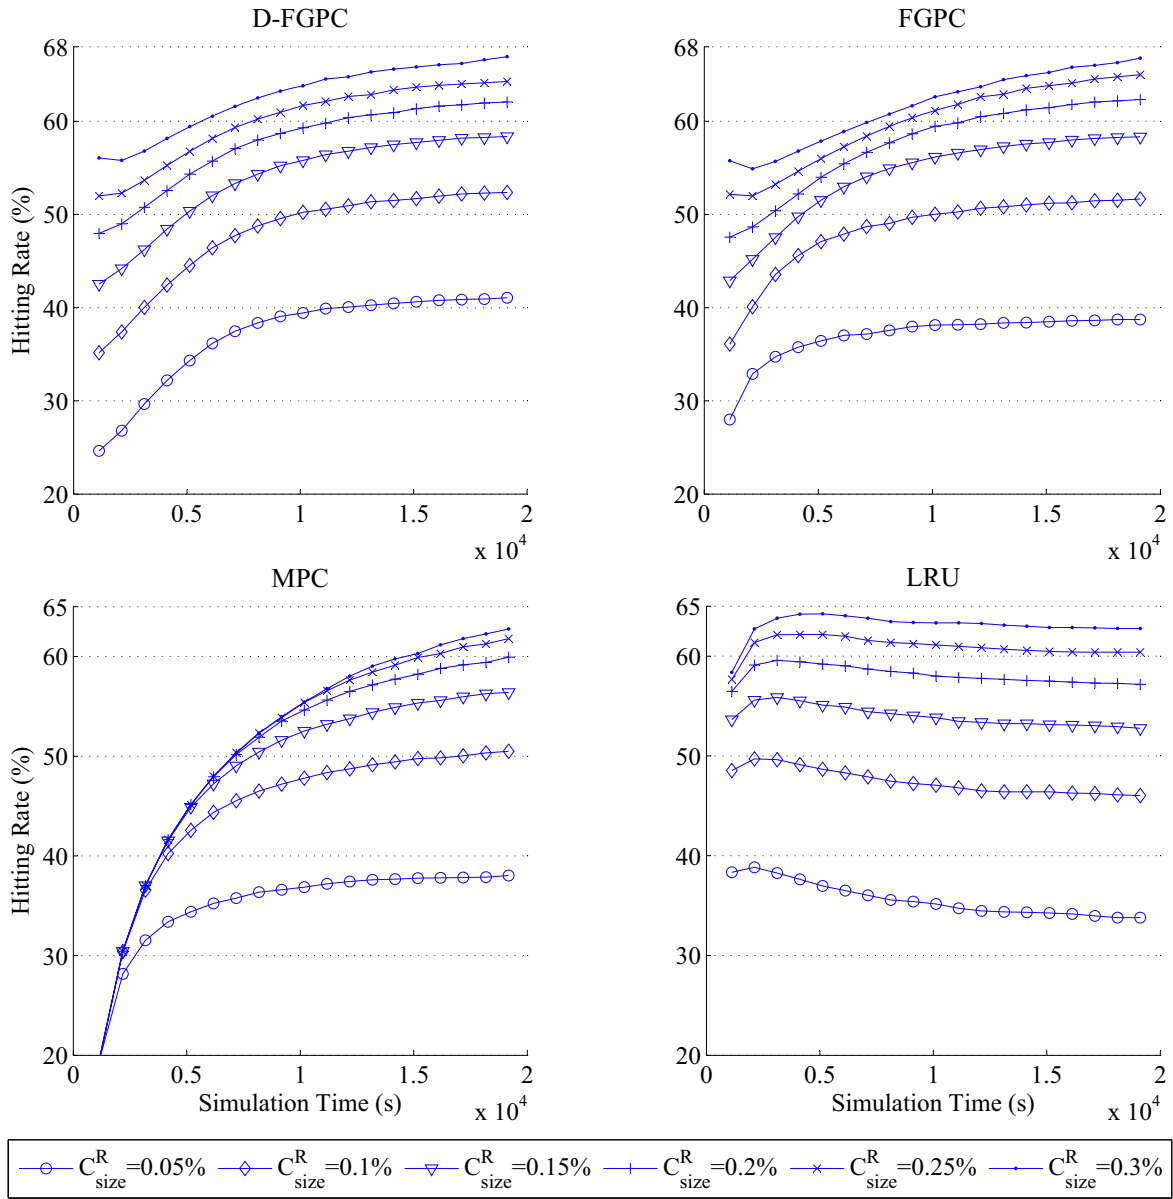 D-FGPC
FGPC
68
60
50
40
30
20
Hitting Rate (%)
0
0.5
1
1.5
2
x 10^4
68
60
50
40
30
20
0
0.5
1
1.5
2
x 10^4
MPC
LRU
65
60
50
40
30
20
Hitting Rate (%)
0
0.5
1
1.5
2
Simulation Time (s)
x 10^4
65
60
50
40
30
20
0
0.5
1
1.5
2
Simulation Time (s)
x 10^4
C^R_size=0.05%
C^R_size=0.1%
C^R_size=0.15%
C^R_size=0.2%
C^R_size=0.25%
C^R_size=0.3%